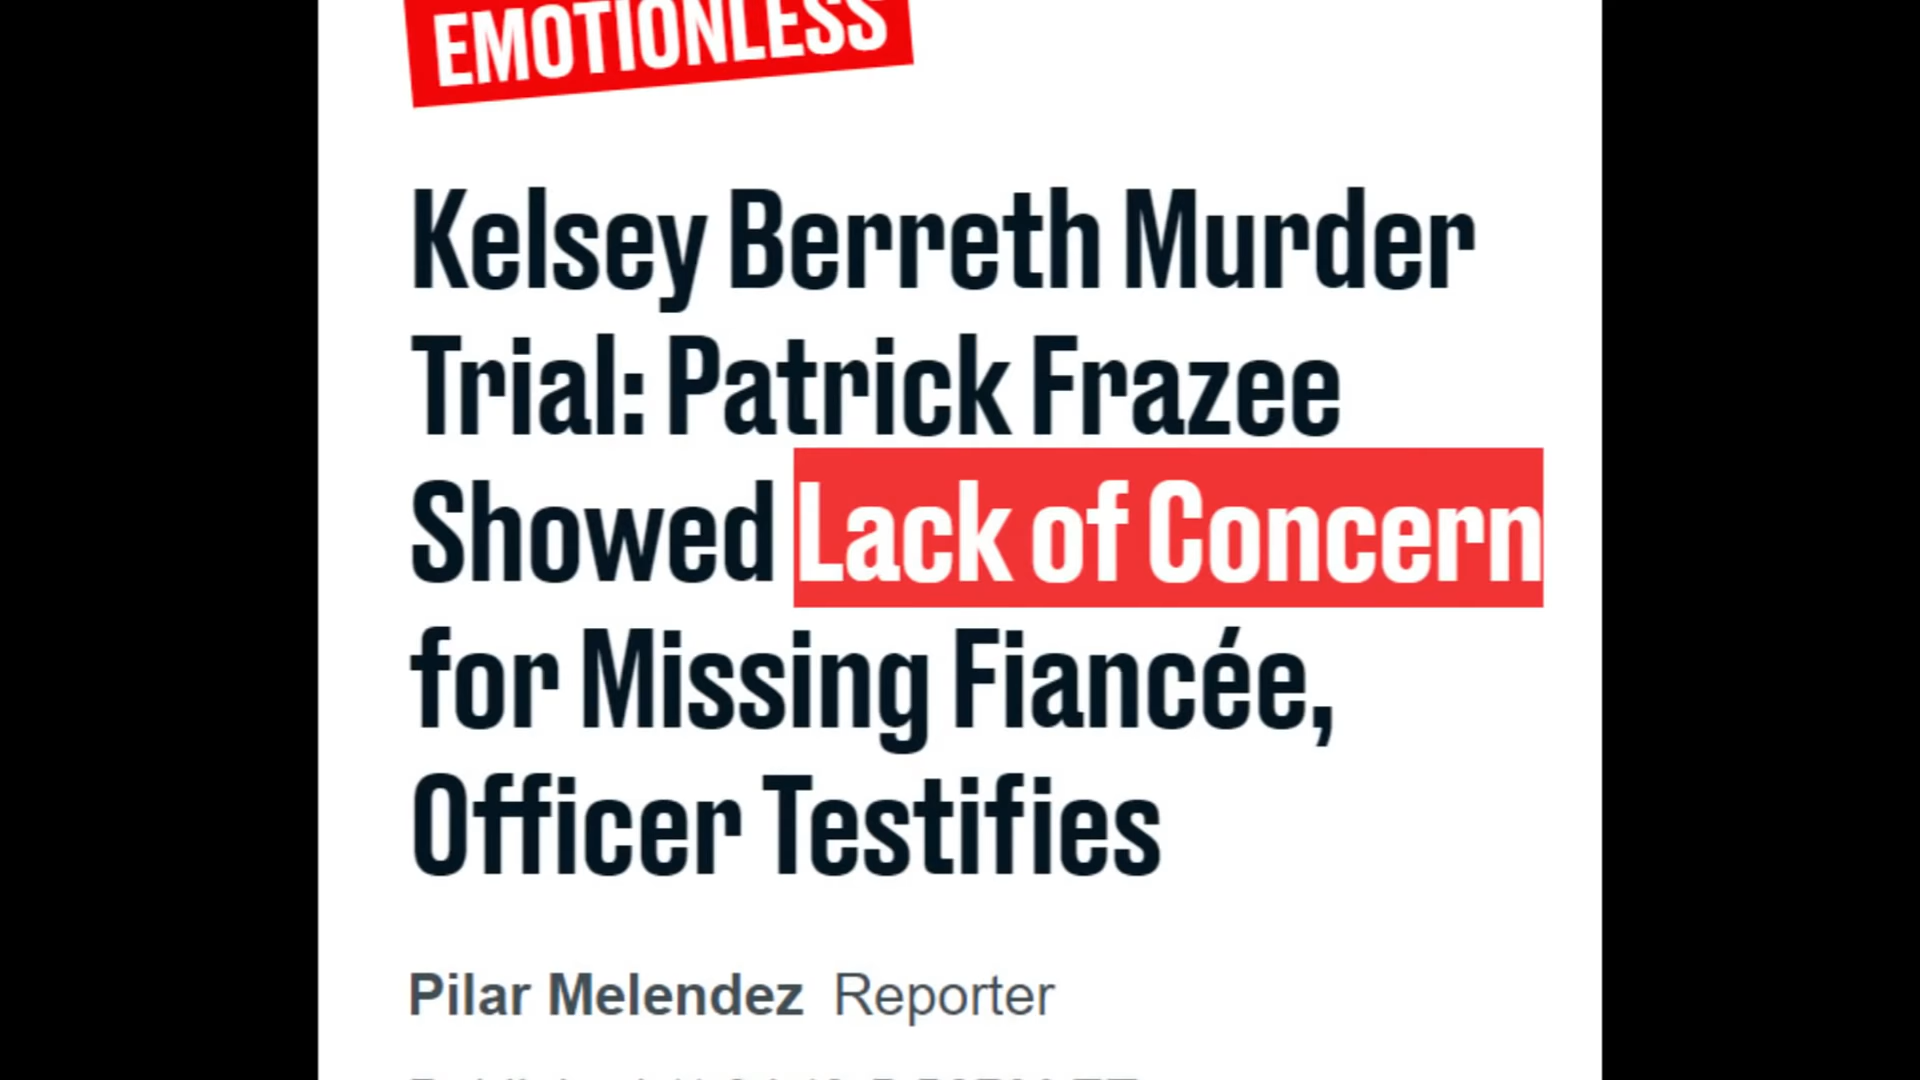 EMOTIONLESS
Kelsey Berreth Murder
Trial: Patrick Frazee
Showed Lack of Concern
for Missing Fiancée,
Officer Testifies
Pilar Melendez Reporter